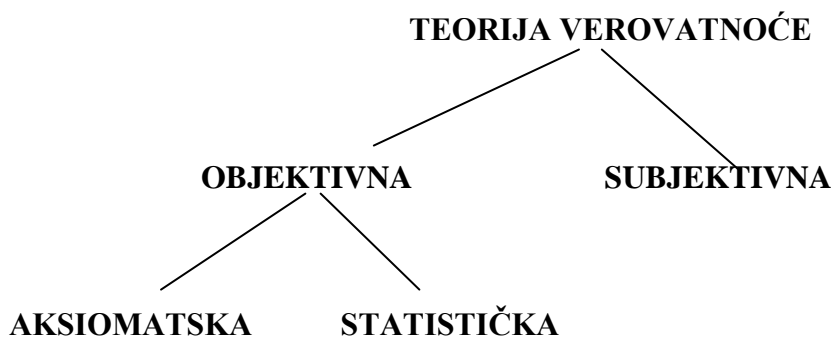 TEORIJA VEROVATNOĆE
OBJEKTIVNA SUBJEKTIVNA
AKSIOMATSKA STATISTIČKA